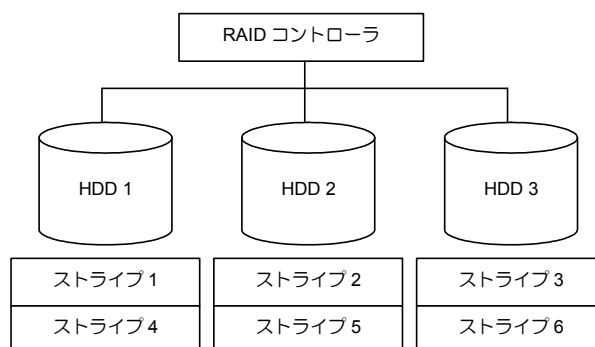 RAID コントローラ
HDD 1
HDD 2
HDD 3
ストライプ 1
ストライプ 2
ストライプ 3
ストライプ 4
ストライプ 5
ストライプ 6